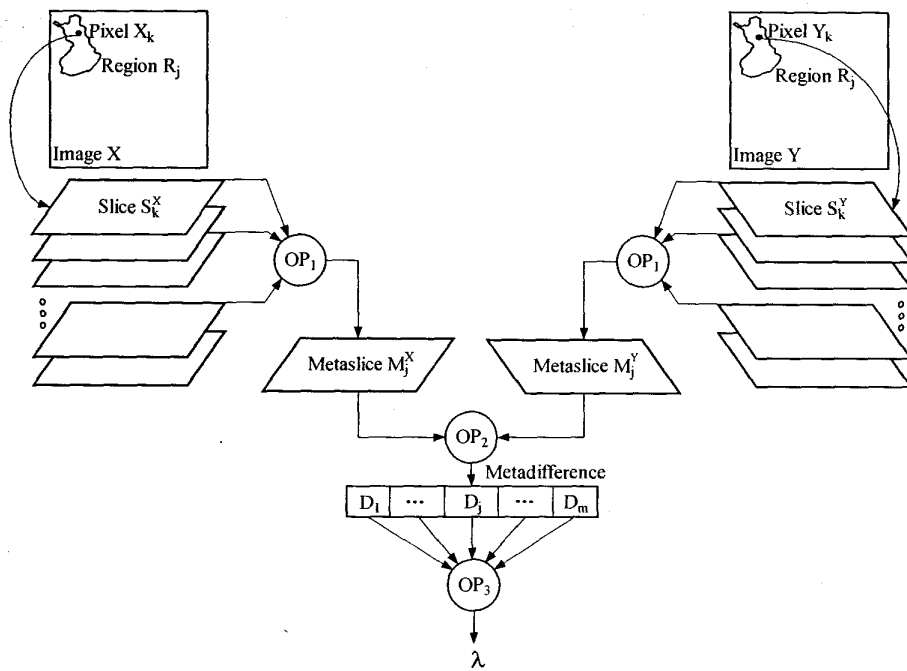 Pixel X_k
Region R_j
Image X
Pixel Y_k
Region R_j
Image Y
Slice S_k^X
Slice S_k^Y
OP_1
OP_1
Metaslice M_j^X
Metaslice M_j^Y
OP_2
Metadifference
D_1 ··· D_j ··· D_m
OP_3
λ